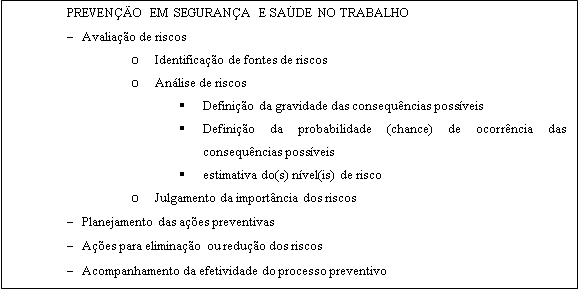 PREVENÇÃO EM SEGURANÇA E SAÚDE NO TRABALHO
– Avaliação de riscos
o Identificação de fontes de riscos
o Análise de riscos
▪ Definição da gravidade das consequências possíveis
▪ Definição da probabilidade (chance) de ocorrência das
consequências possíveis
▪ estimativa do(s) nível(is) de risco
o Julgamento da importância dos riscos
– Planejamento das ações preventivas
– Ações para eliminação ou redução dos riscos
– Acompanhamento da efetividade do processo preventivo